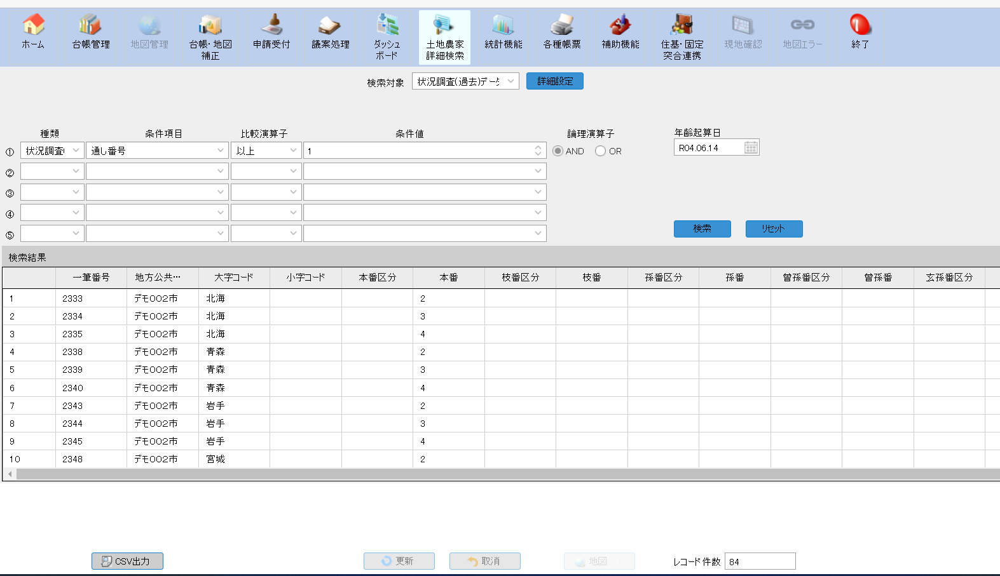 ホーム 台帳管理 地図管理 台帳・地図 申請受付 議案処理 ダッシュ 土地農家 統計機能 各種帳票 補助機能 住基・固定 現地確認 地図エラー 終了
補正 ボード 詳細検索 突合連携
検索対象 状況調査(過去)データ 詳細設定
種類 条件項目 比較演算子 条件値 論理演算子 年齢起算日
① 状況調査( 通し番号 以上 1 AND OR R04.06.14
②
③
④
⑤ 検索 リセット
検索結果
一筆番号 地方公共… 大字コード 小字コード 本番区分 本番 枝番区分 枝番 孫番区分 孫番 曾孫番区分 曾孫番 玄孫番区分
1 2333 デモ002市 北海 2
2 2334 デモ002市 北海 3
3 2335 デモ002市 北海 4
4 2338 デモ002市 青森 2
5 2339 デモ002市 青森 3
6 2340 デモ002市 青森 4
7 2343 デモ002市 岩手 2
8 2344 デモ002市 岩手 3
9 2345 デモ002市 岩手 4
10 2348 デモ002市 宮城 2
CSV出力 更新 取消 地図 レコード件数 84